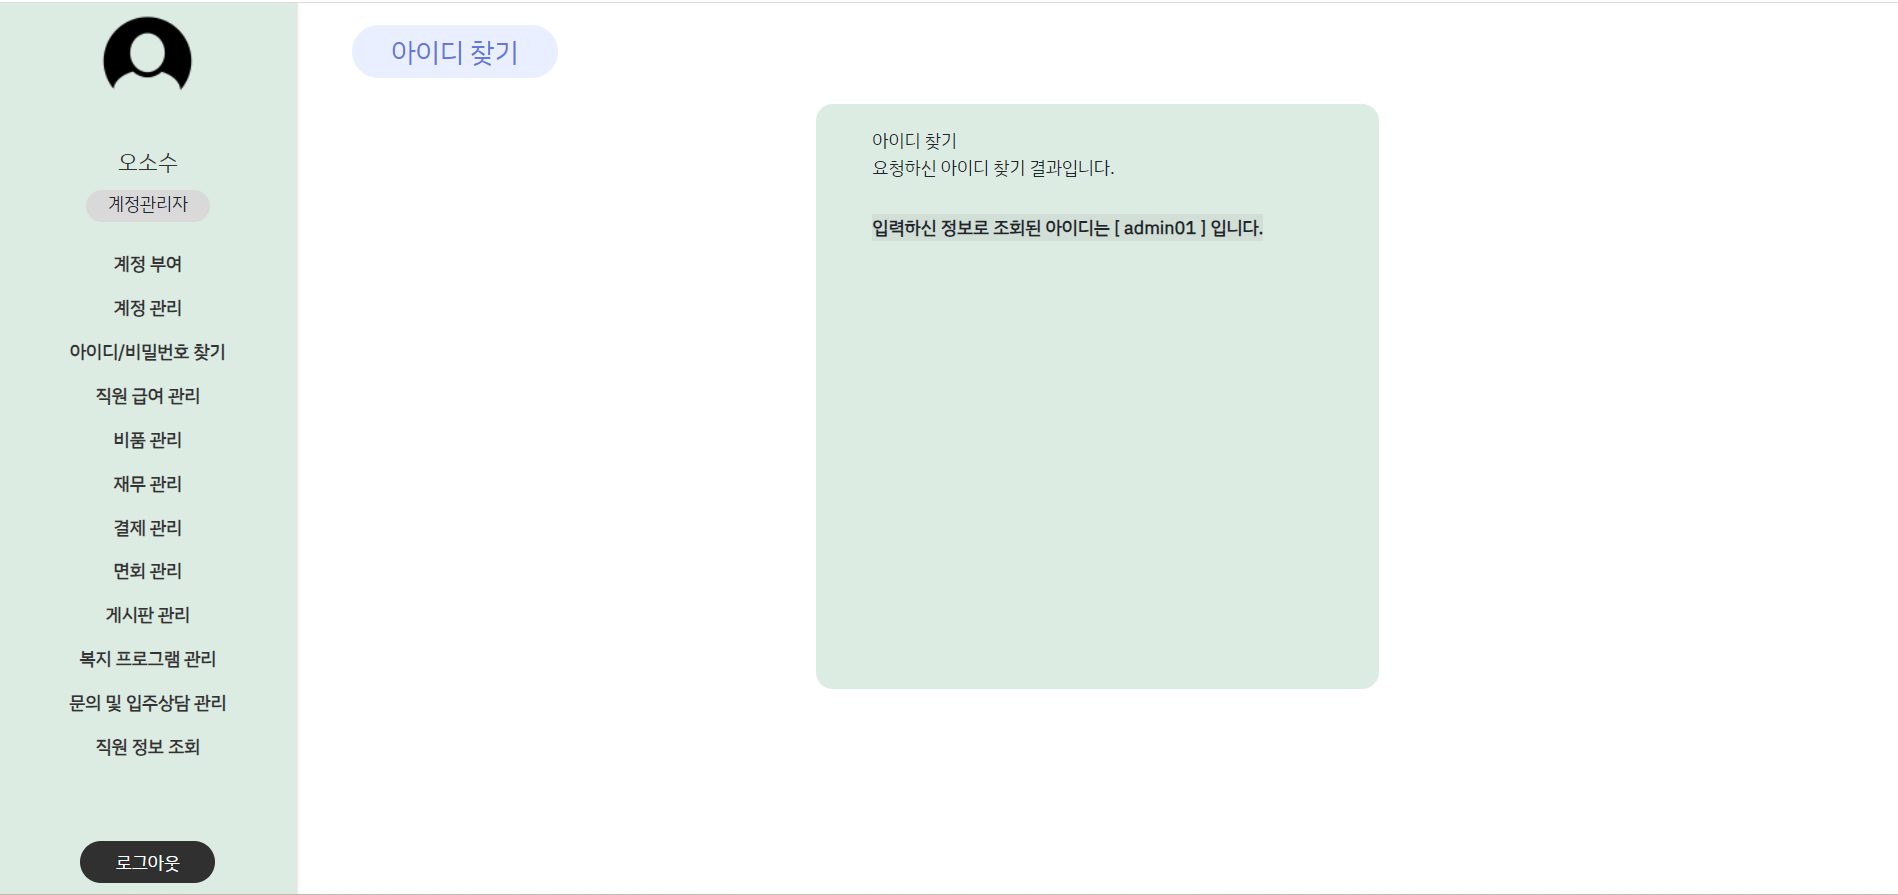 오소수
계정관리자
계정 부여
계정 관리
아이디/비밀번호 찾기
직원 급여 관리
비품 관리
재무 관리
결제 관리
면회 관리
게시판 관리
복지 프로그램 관리
문의 및 입주상담 관리
직원 정보 조회
로그아웃
아이디 찾기
아이디 찾기
요청하신 아이디 찾기 결과입니다.
입력하신 정보로 조회된 아이디는 [ admin01 ] 입니다.